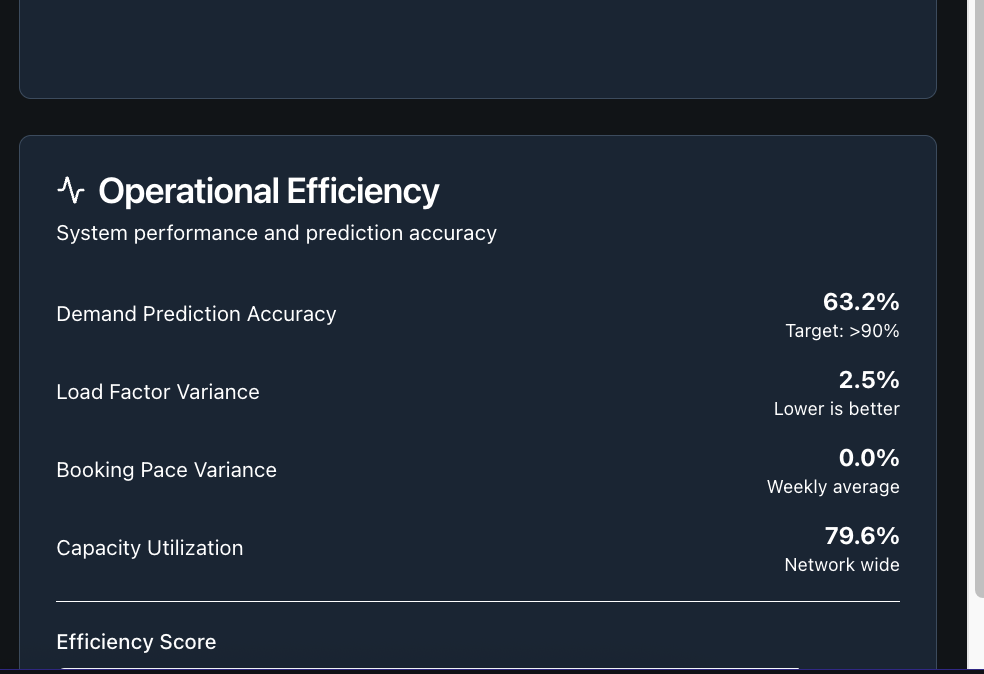 Operational Efficiency
System performance and prediction accuracy
Demand Prediction Accuracy
63.2%
Target: >90%
Load Factor Variance
2.5%
Lower is better
Booking Pace Variance
0.0%
Weekly average
Capacity Utilization
79.6%
Network wide
Efficiency Score